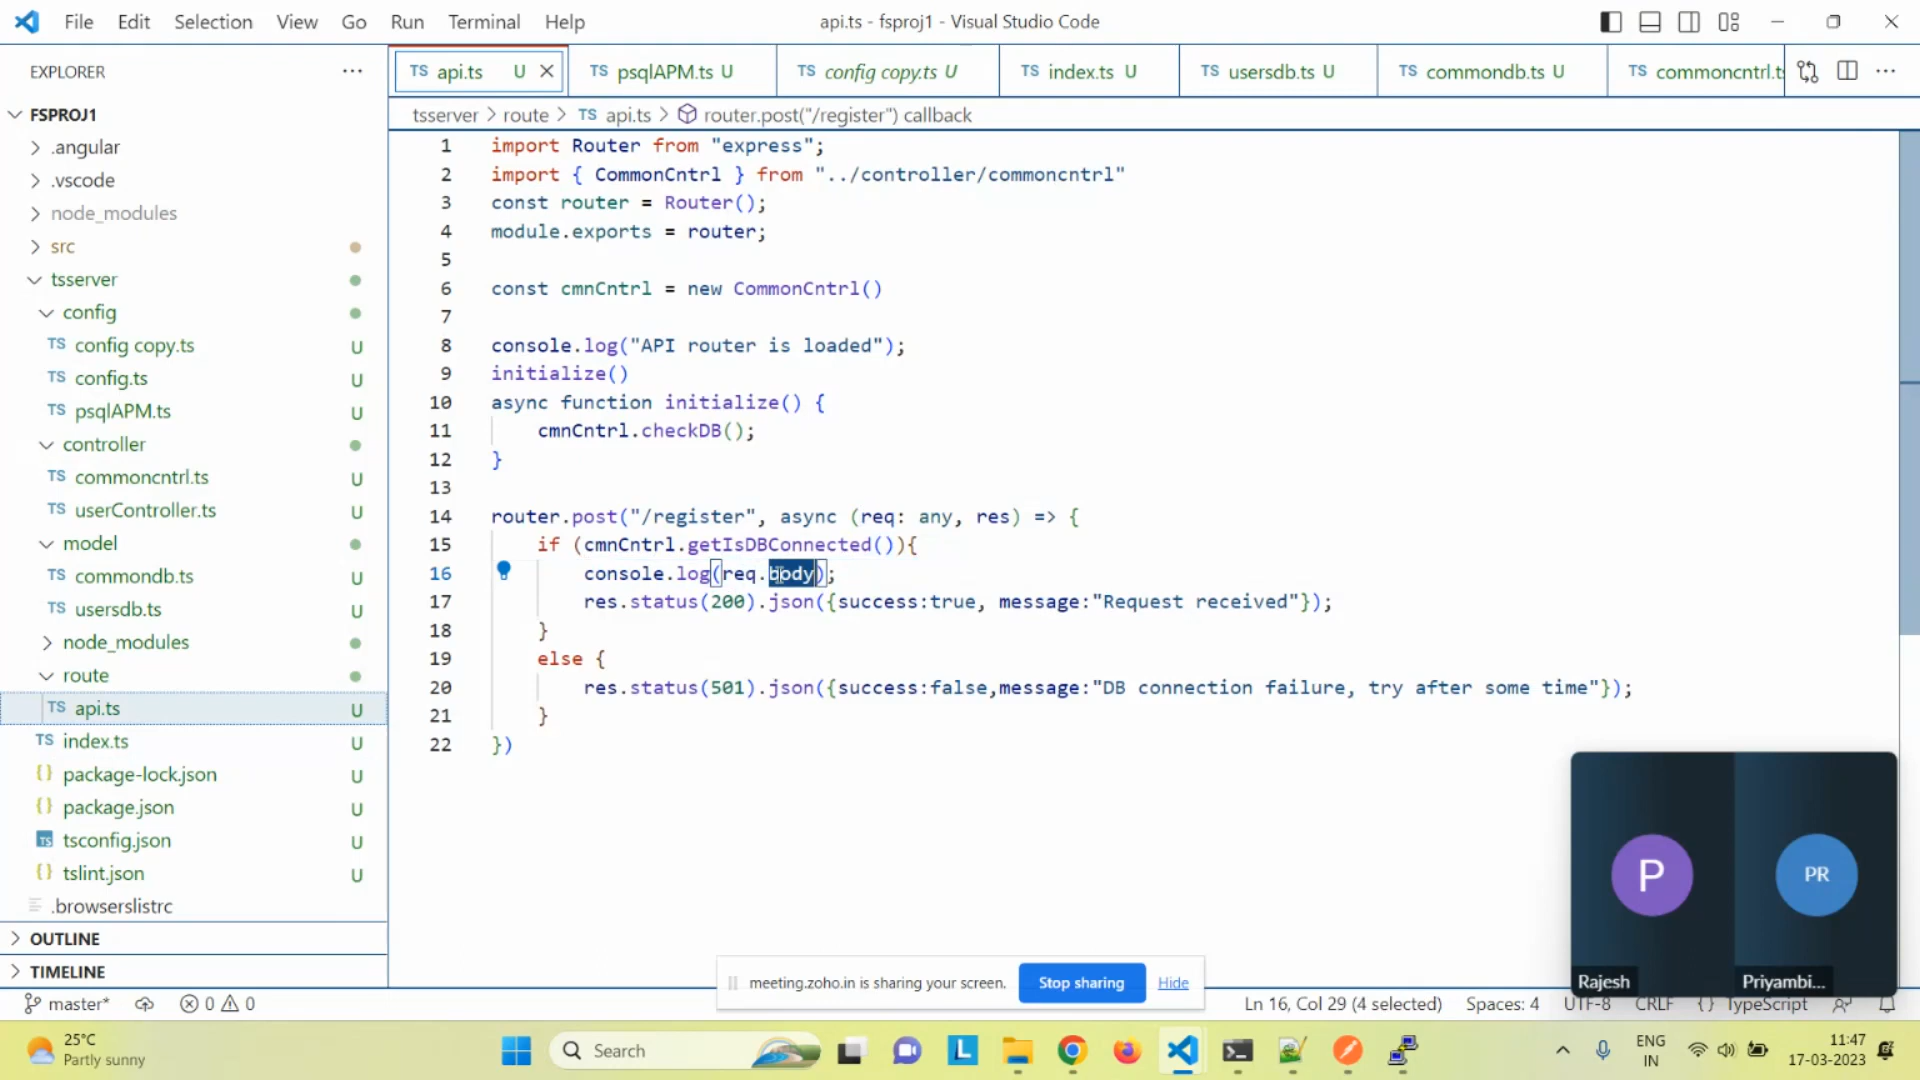 File Edit Selection View Go Run Terminal Help
api.ts - fsproj1 - Visual Studio Code
EXPLORER ...
TS api.ts U
TS psqlAPM.ts U
TS config copy.ts U
TS index.ts U
TS usersdb.ts U
TS commondb.ts U
TS commoncntrl.ts
tsserver > route > TS api.ts > router.post("/register") callback
FSPROJ1
.angular
.vscode
node_modules
src
tsserver
config
TS config copy.ts U
TS config.ts U
TS psqlAPM.ts U
controller
TS commoncntrl.ts U
TS userController.ts U
model
TS commondb.ts U
TS usersdb.ts U
node_modules
route
TS api.ts U
TS index.ts U
{} package-lock.json U
{} package.json U
TS tsconfig.json U
{} tslint.json U
.browserslistrc
OUTLINE
TIMELINE
1 import Router from "express";
2 import { CommonCntrl } from "../controller/commoncntrl"
3 const router = Router();
4 module.exports = router;
5
6 const cmnCntrl = new CommonCntrl()
7
8 console.log("API router is loaded");
9 initialize()
10 async function initialize() {
11 cmnCntrl.checkDB();
12 }
13
14 router.post("/register", async (req: any, res) => {
15 if (cmnCntrl.getIsDBConnected()){
16 console.log(req.body);
17 res.status(200).json({success:true, message:"Request received"});
18 }
19 else {
20 res.status(501).json({success:false,message:"DB connection failure, try after some time"});
21 }
22 })
P
PR
Rajesh
Priyambi...
meeting.zoho.in is sharing your screen. Stop sharing Hide
master* 0 0
Ln 16, Col 29 (4 selected) Spaces: 4 UTF-8 CRLF {} TypeScript
25°C
Partly sunny
Search
L
ENG
IN
11:47
17-03-2023